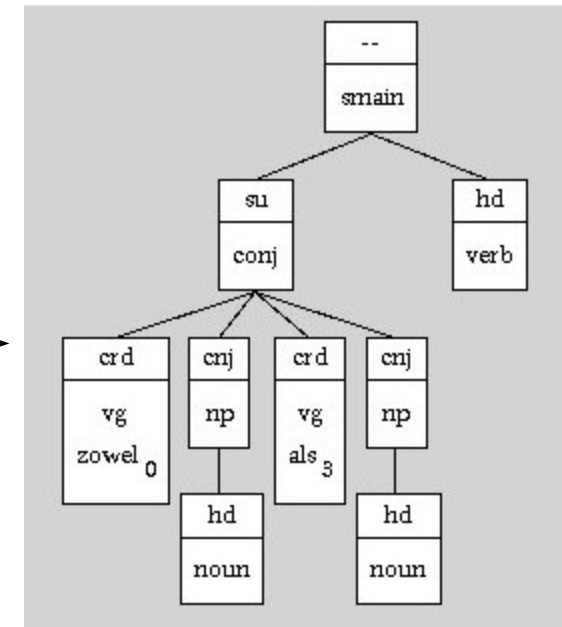 --
smain
su hd
conj verb
crd cnj crd cnj
vg np vg np
zowel 0 als 3
hd hd
noun noun